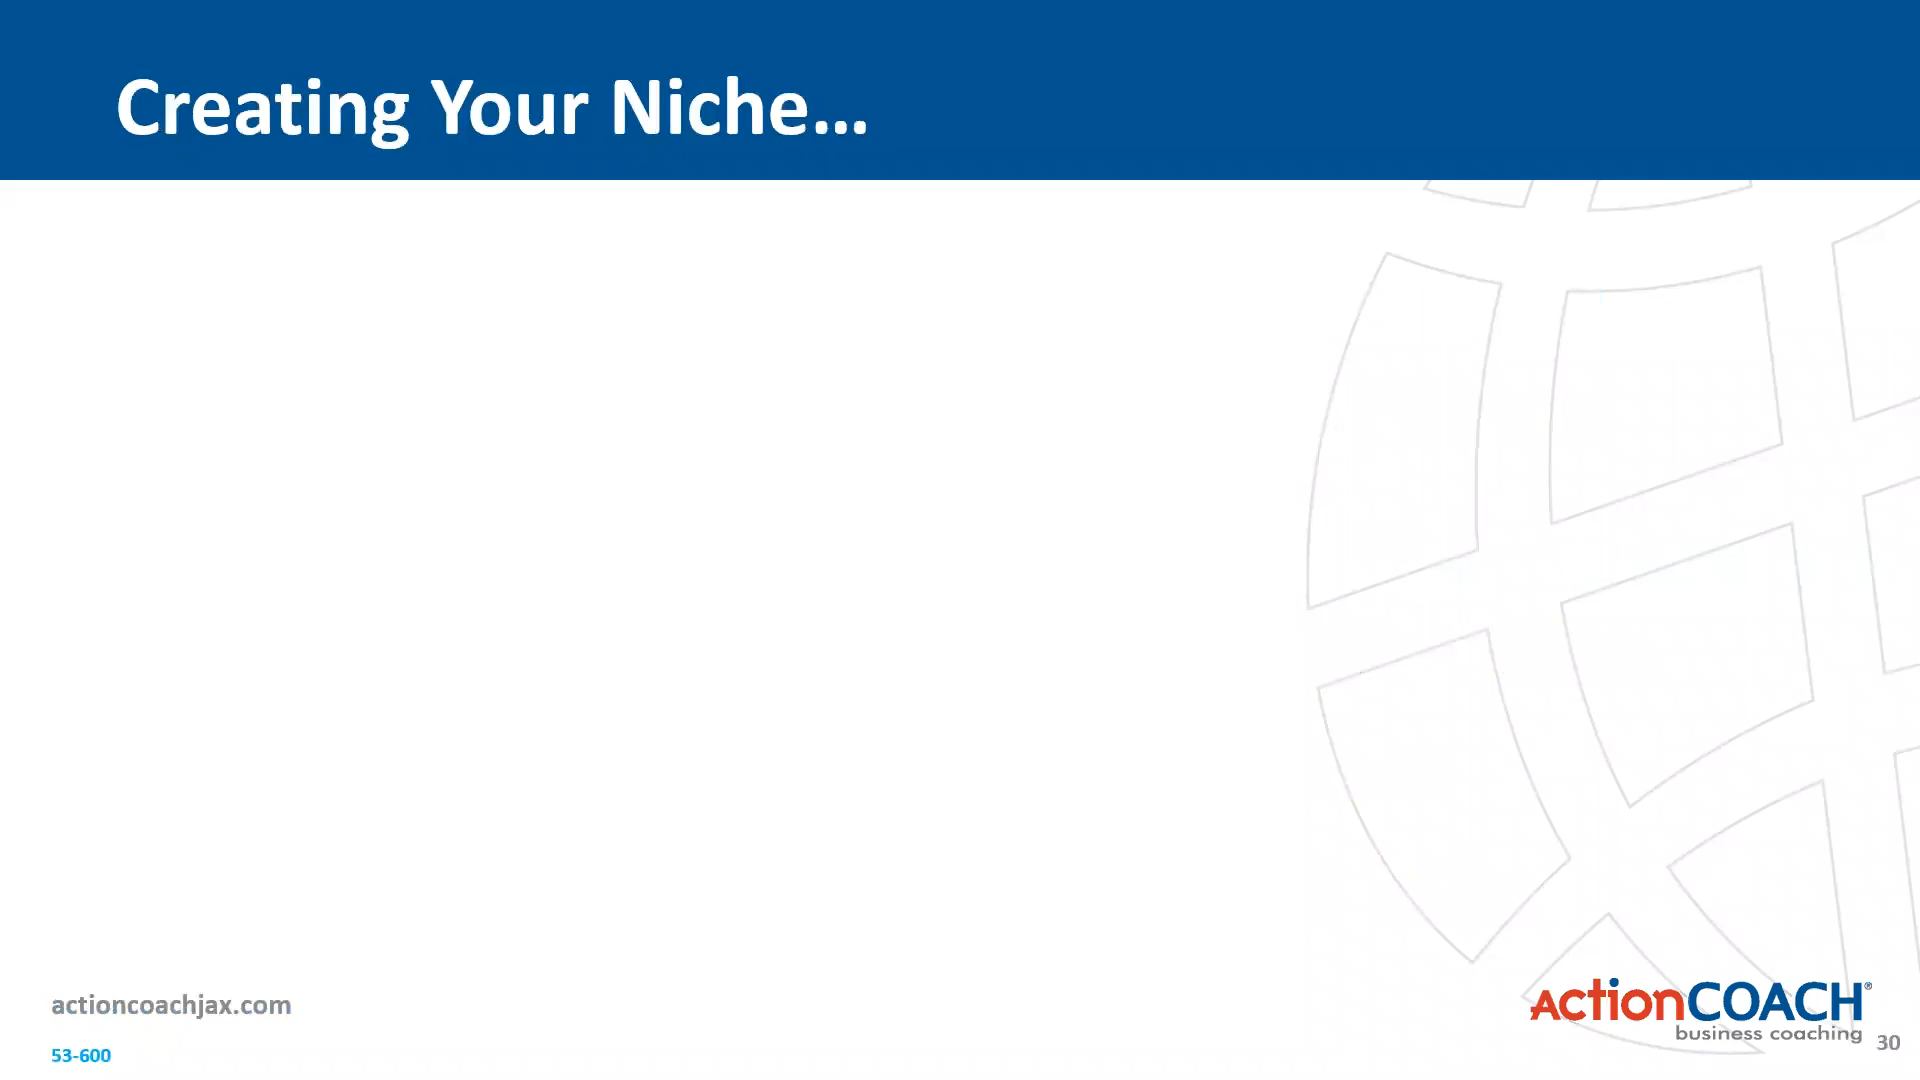 Creating Your Niche...
actioncoachjax.com
ActionCOACH®
business coaching
30
53-600